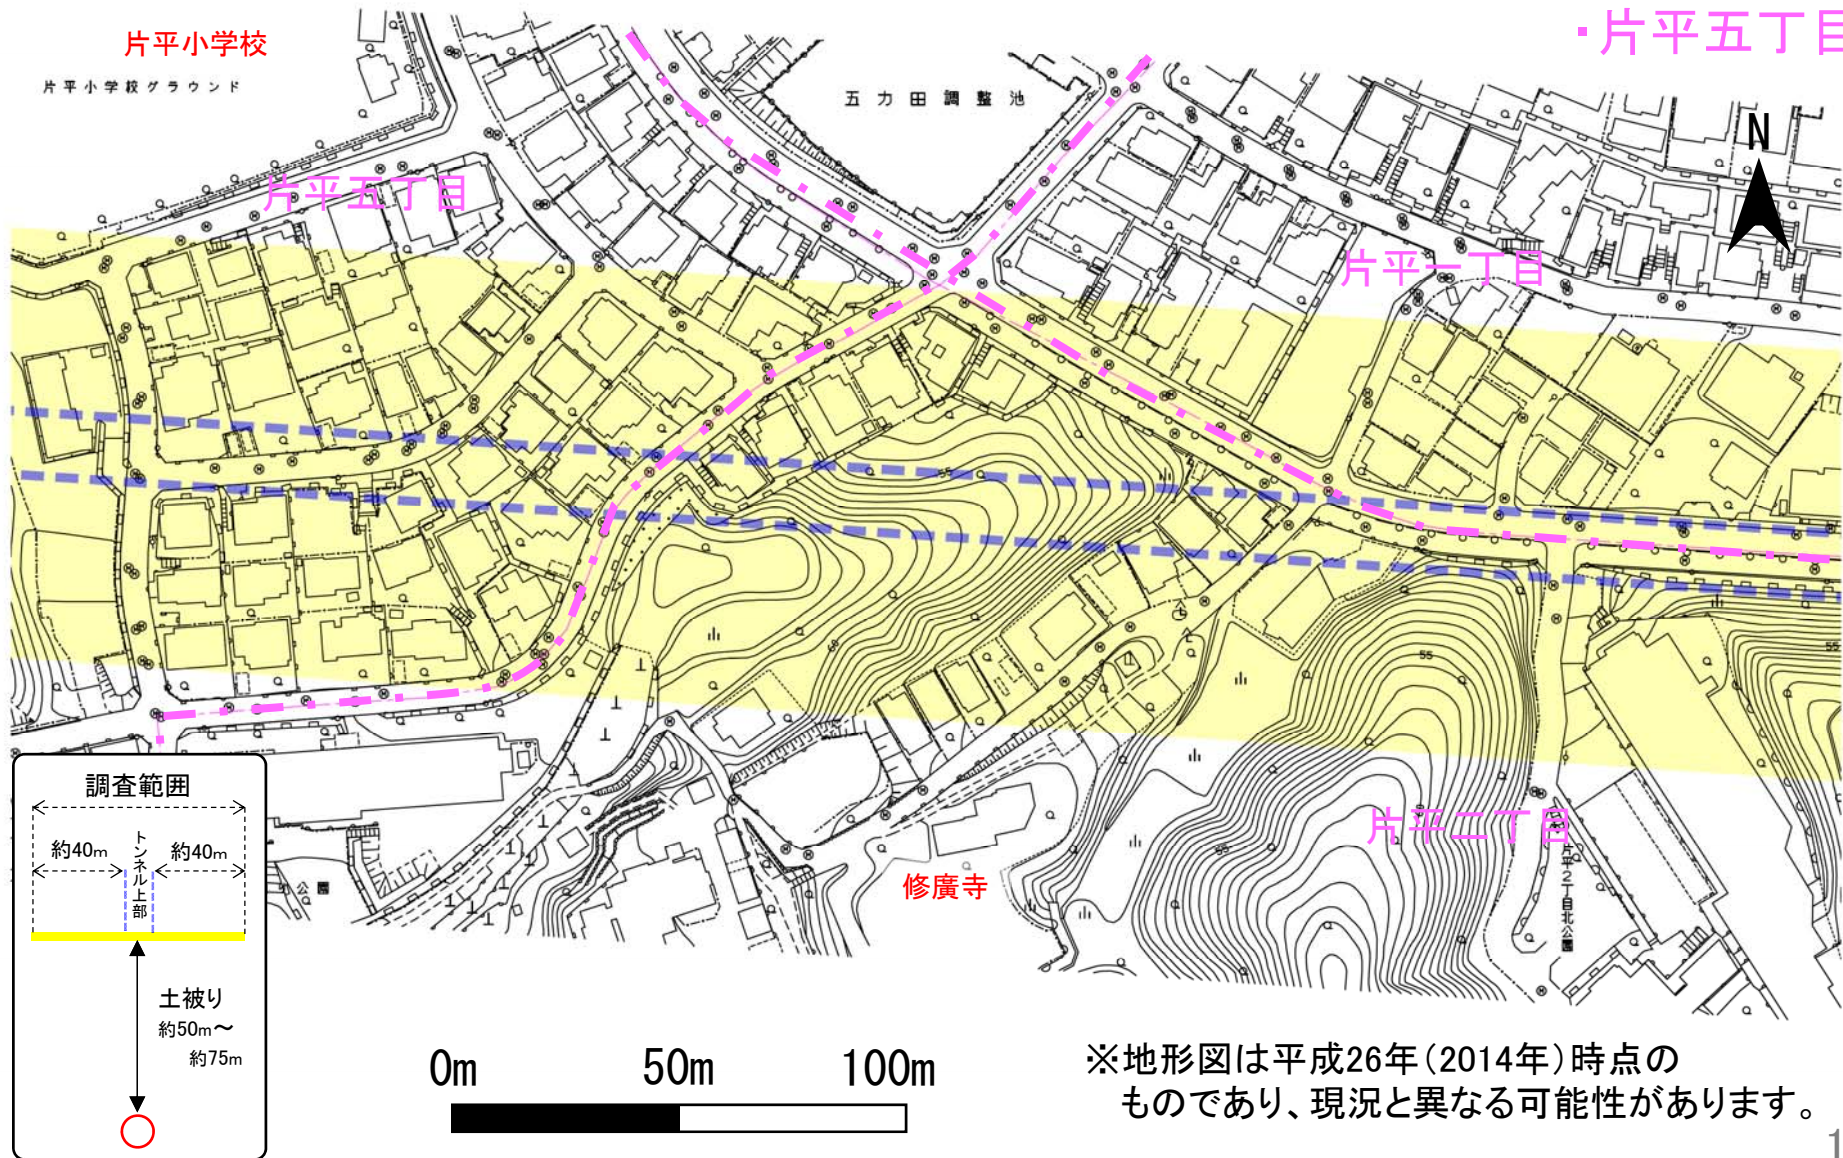 ・片平五丁目
片平小学校
片平小学校グラウンド
五力田調整池
N
片平五丁目
片平一丁目
55
55
55
調査範囲
約40m
トンネル上部
約40m
土被り
約50m～
約75m
公園
修廣寺
片平二丁目
片平2丁目北公園
0m 50m 100m
※地形図は平成26年(2014年)時点の
ものであり、現況と異なる可能性があります。
1